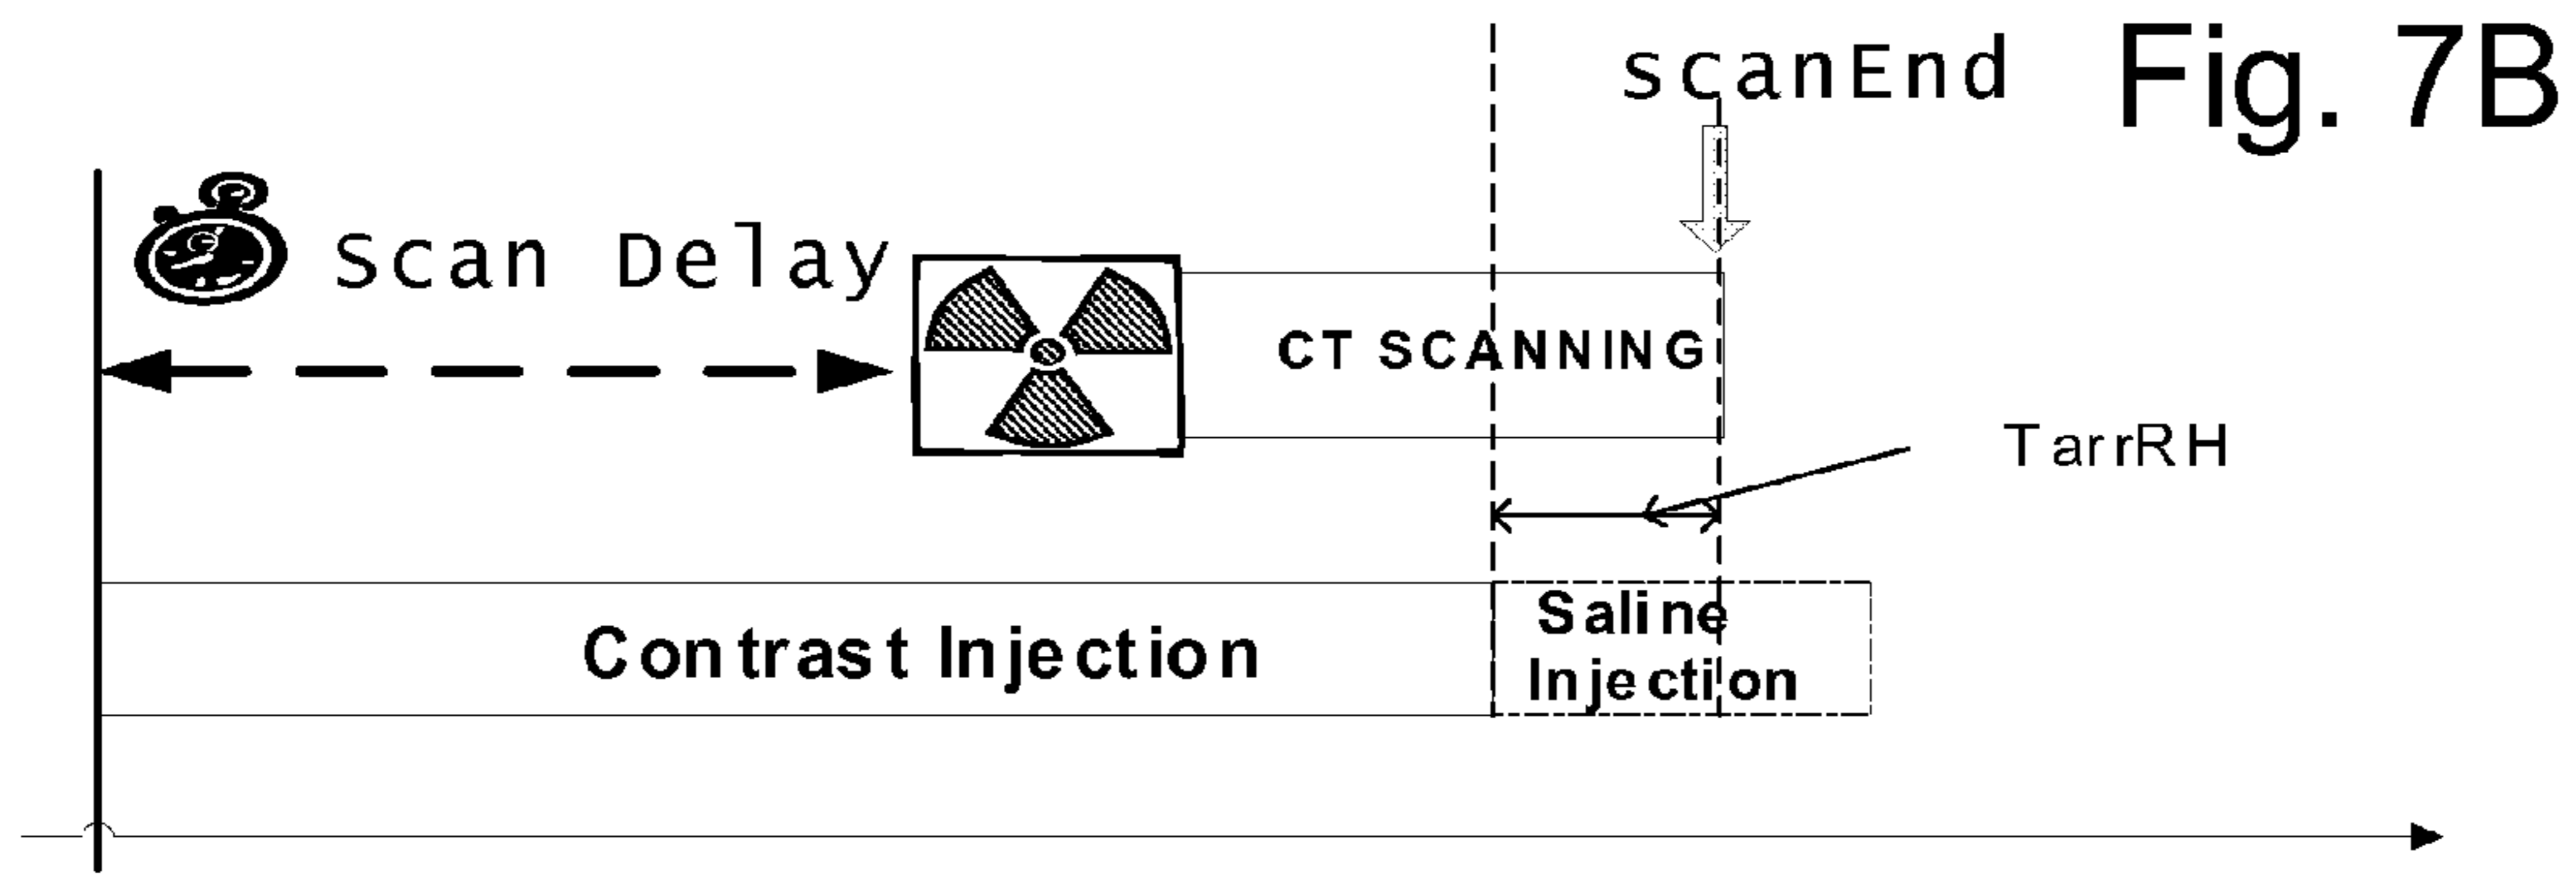 Fig. 7B
scanEnd
Scan Delay
CT SCANNING
TarrRH
Contrast Injection
Saline
Injection